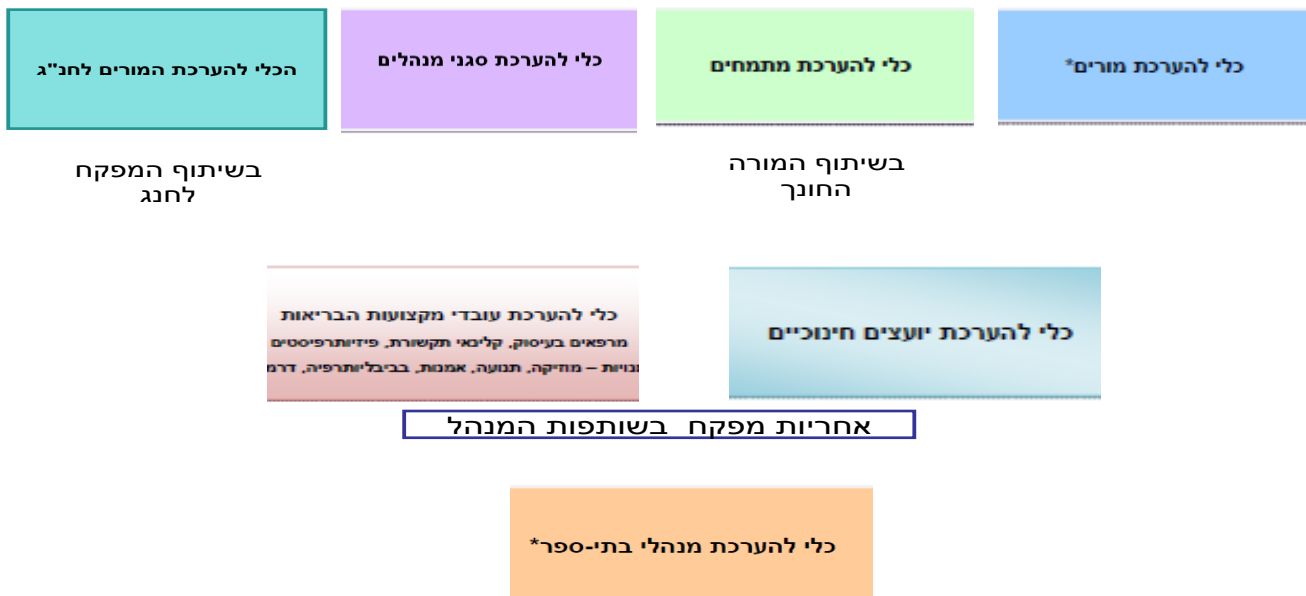 כלי להערכת מורים*
כלי להערכת מתמחים
כלי להערכת סגני מנהלים
הכלי להערכת המורים לחנ"ג
בשיתוף המורה
החונך
בשיתוף המפקח
לחנג
כלי להערכת יועצים חינוכיים
כלי להערכת עובדי מקצועות הבריאות
מרפאים בעיסוק, קלינאי תקשורת, פיזיותרפיסטים
– מוזיקה, תנועה, אמנות, בביבליותרפיה,
אחריות מפקח בשותפות המנהל
כלי להערכת מנהלי בתי-ספר*